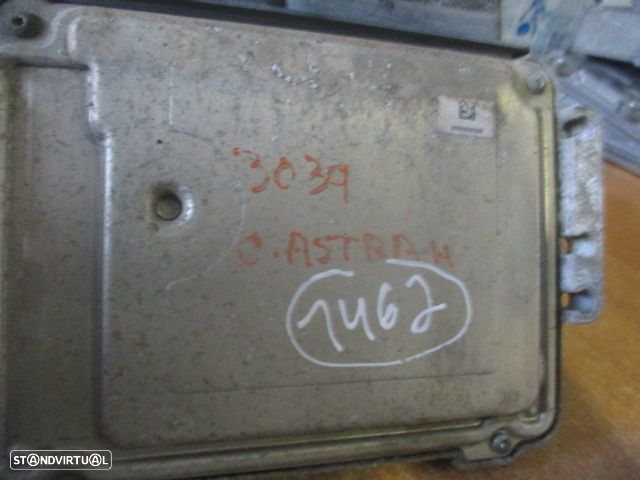 3039
O. ASTRA H
1462
STANDVIRTUAL